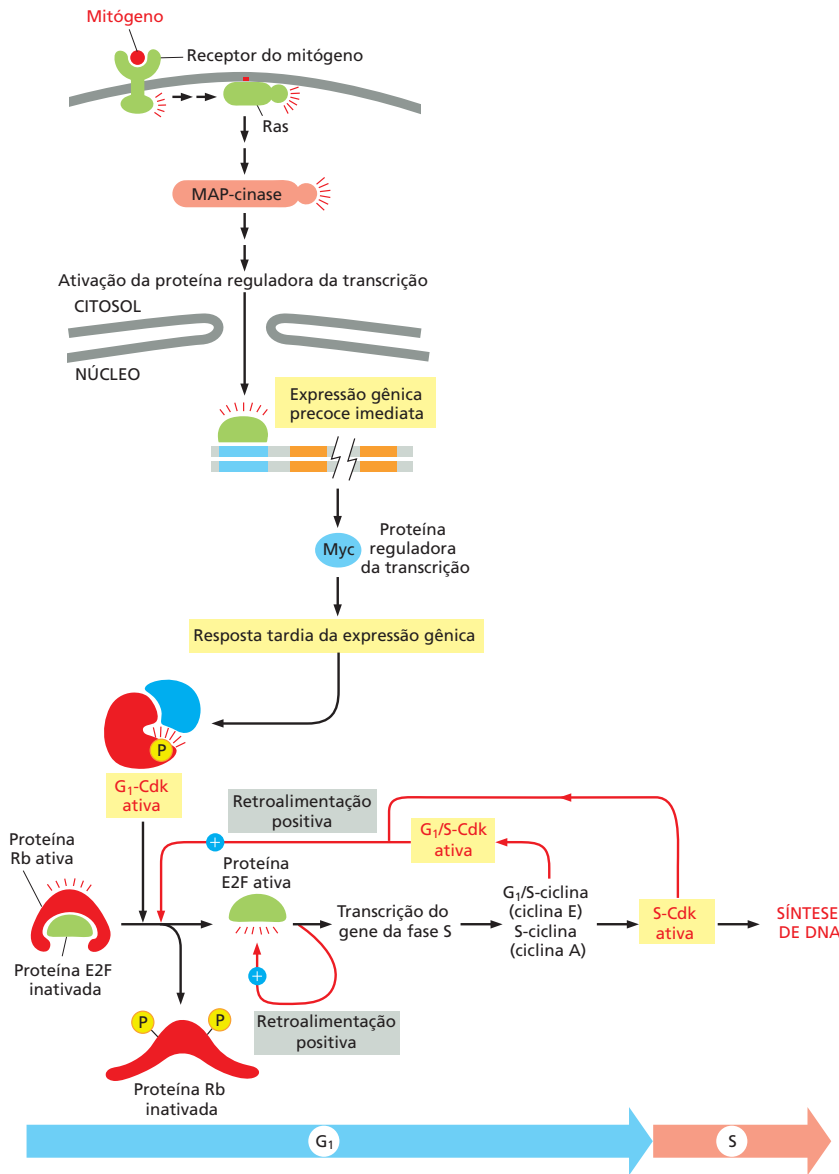 Mitógeno
Receptor do mitógeno
Ras
MAP-cinase
Ativação da proteína reguladora da transcrição
CITOSOL
NÚCLEO
Expressão gênica
precoce imediata
Myc
Proteína
reguladora
da transcrição
Resposta tardia da expressão gênica
P
G₁-Cdk
ativa
Retroalimentação
positiva
G₁/S-Cdk
ativa
+
Proteína
Rb ativa
Proteína E2F
inativada
Proteína
E2F ativa
Transcrição do
gene da fase S
G₁/S-ciclina
(ciclina E)
S-ciclina
(ciclina A)
S-Cdk
ativa
SÍNTESE
DE DNA
+
Retroalimentação
positiva
P
P
Proteína Rb
inativada
G₁
S